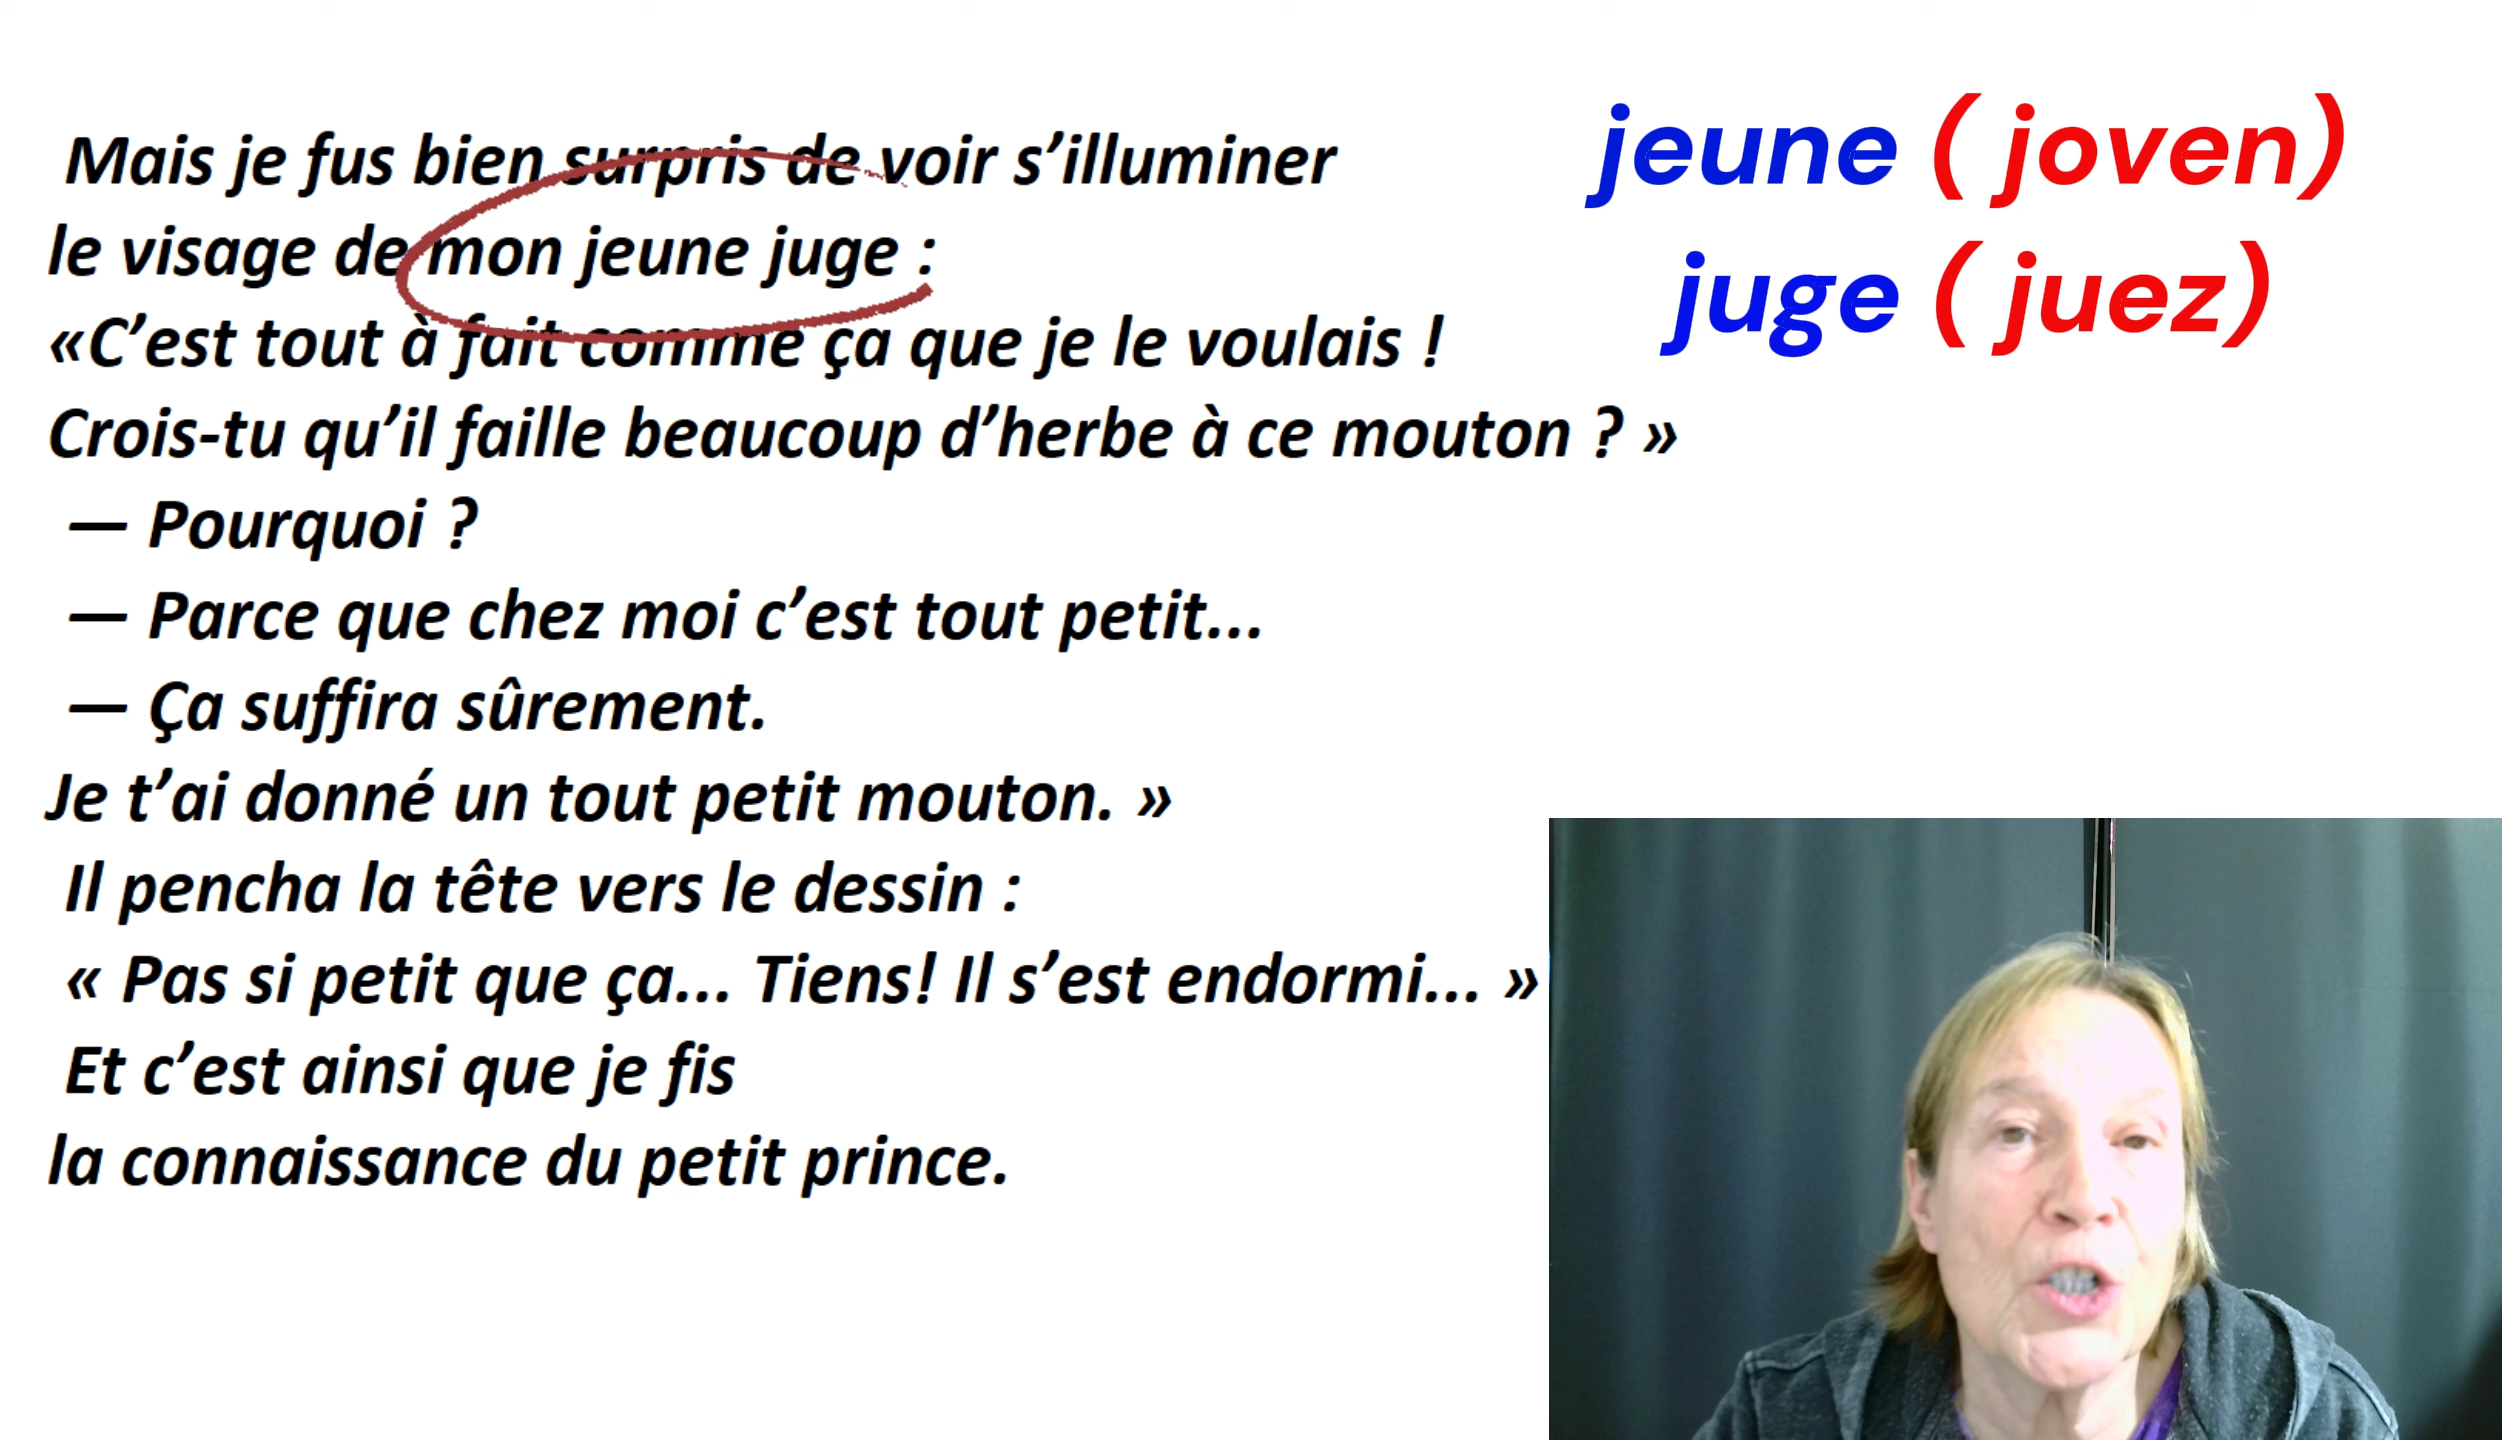 Mais je fus bien surpris de voir s’illuminer
le visage de mon jeune juge :
«C’est tout à fait comme ça que je le voulais !
Crois-tu qu’il faille beaucoup d’herbe à ce mouton ? »
— Pourquoi ?
— Parce que chez moi c’est tout petit...
— Ça suffira sûrement.
Je t’ai donné un tout petit mouton. »
Il pencha la tête vers le dessin :
« Pas si petit que ça... Tiens! Il s’est endormi... »
Et c’est ainsi que je fis
la connaissance du petit prince.
jeune ( joven)
juge ( juez)